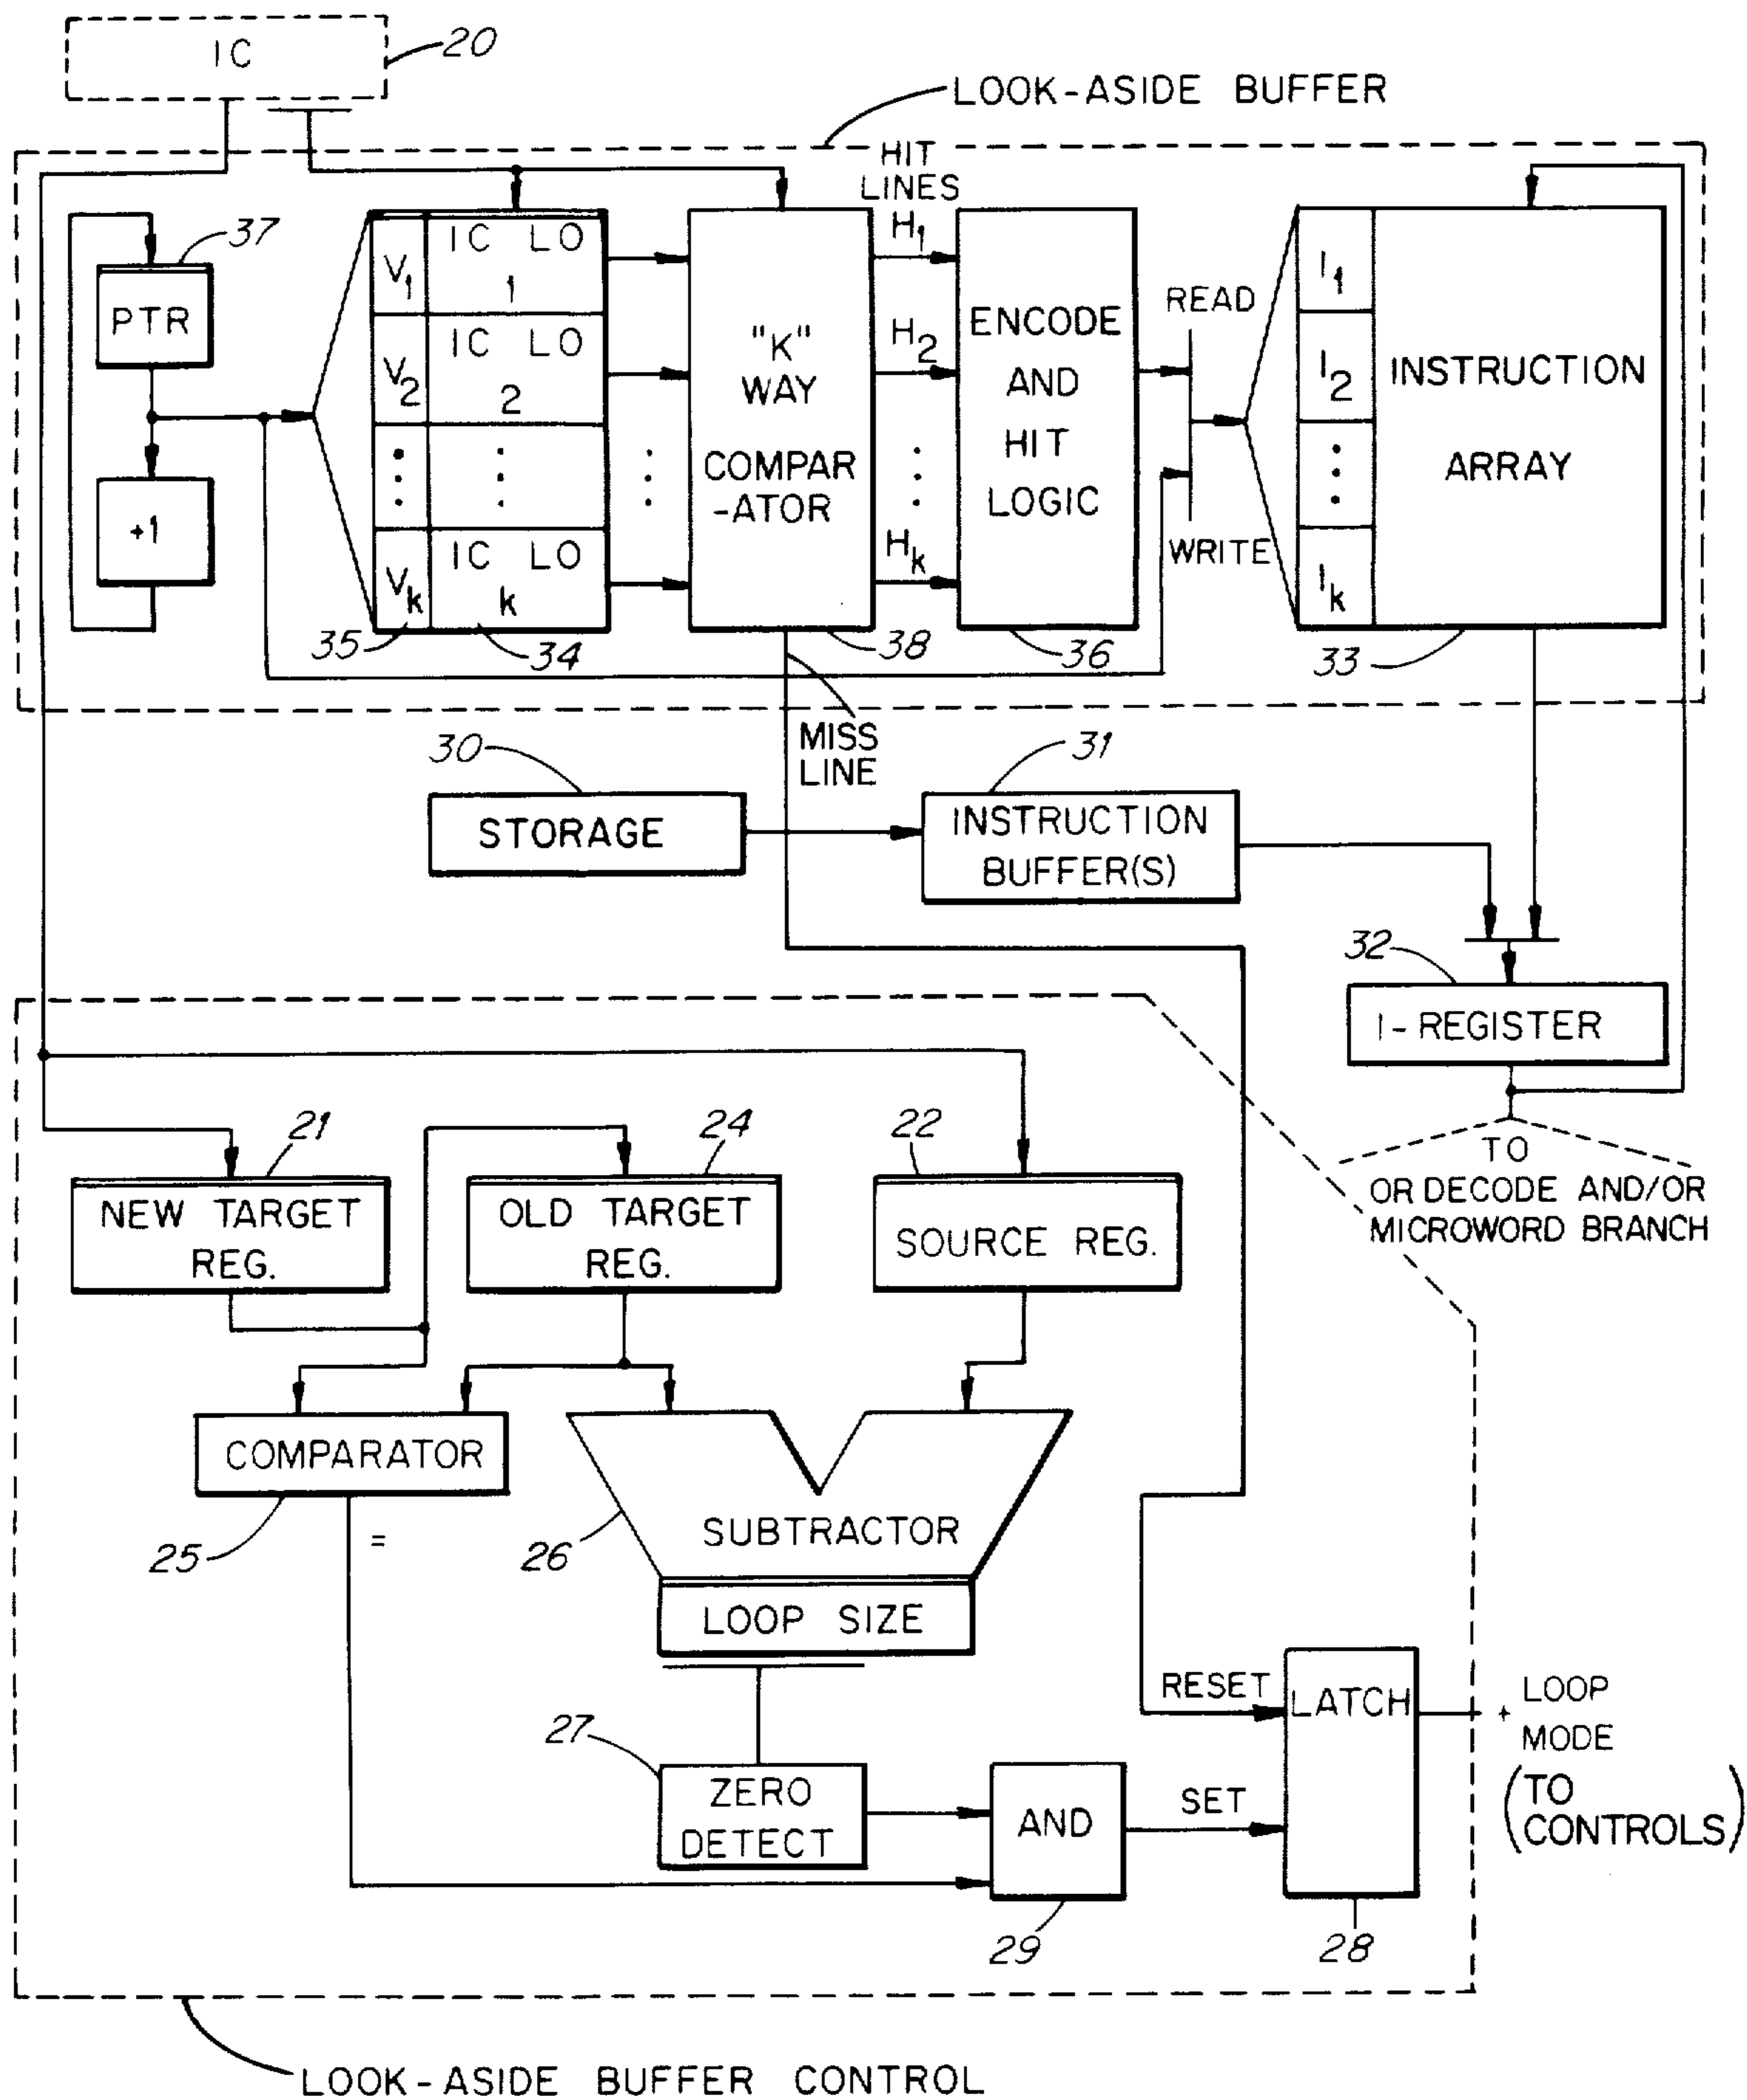 IC
20
LOOK-ASIDE BUFFER
HIT
LINES
37
PTR
+1
V1
IC LO
1
V2
IC LO
2
Vk
IC LO
k
35
34
"K"
WAY
COMPAR
-ATOR
38
H1
H2
Hk
ENCODE
AND
HIT
LOGIC
36
READ
WRITE
I1
I2
Ik
INSTRUCTION
ARRAY
33
MISS
LINE
30
STORAGE
31
INSTRUCTION
BUFFER(S)
32
I-REGISTER
TO
OR DECODE AND/OR
MICROWORD BRANCH
21
NEW TARGET
REG.
24
OLD TARGET
REG.
22
SOURCE REG.
COMPARATOR
25
=
26
SUBTRACTOR
LOOP SIZE
27
ZERO
DETECT
AND
29
RESET
SET
LATCH
28
+ LOOP
MODE
(TO
CONTROLS)
LOOK-ASIDE BUFFER CONTROL